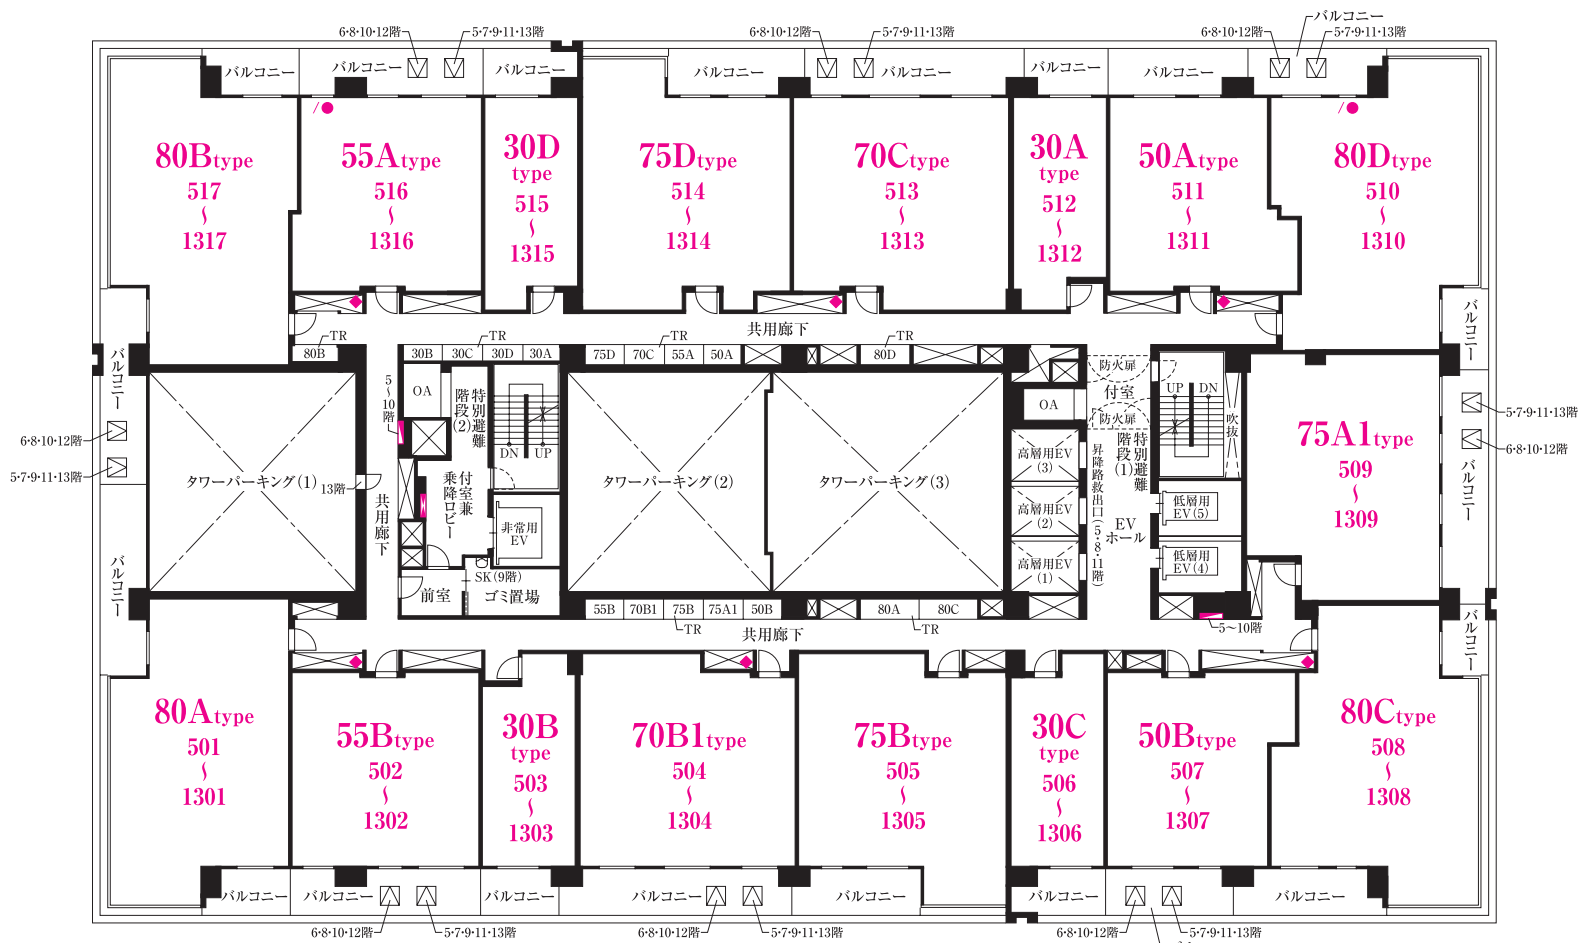 バルコニー
6・8・10・12階
5・7・9・11・13階
6・8・10・12階
5・7・9・11・13階
6・8・10・12階
5・7・9・11・13階
バルコニー
バルコニー
バルコニー
バルコニー
バルコニー
バルコニー
バルコニー
80Btype
517
〜
1317
55Atype
516
〜
1316
30D
type
515
〜
1315
75Dtype
514
〜
1314
70Ctype
513
〜
1313
30A
type
512
〜
1312
50Atype
511
〜
1311
80Dtype
510
〜
1310
共用廊下
TR
TR
TR
TR
80B
30B
30C
30D
30A
75D
70C
55A
50A
80D
バルコニー
バルコニー
6・8・10・12階
5・7・9・11・13階
バルコニー
タワーパーキング(1)
13階
共用廊下
5〜10階
OA
特別避難
階段(2)
DN
UP
付室兼
乗降ロビー
非常用
EV
SK(9階)
前室
ゴミ置場
タワーパーキング(2)
タワーパーキング(3)
OA
防火扉
付室
防火扉
特別避難
階段(1)
UP
DN
吹抜
高層用EV
(3)
高層用EV
(2)
高層用EV
(1)
昇降路救出口(5・8・11階)
EV
ホール
低層用
EV(5)
低層用
EV(4)
75A1type
509
〜
1309
5・7・9・11・13階
6・8・10・12階
バルコニー
バルコニー
55B
70B1
75B
75A1
50B
80A
80C
TR
TR
5〜10階
共用廊下
80Atype
501
〜
1301
55Btype
502
〜
1302
30B
type
503
〜
1303
70B1type
504
〜
1304
75Btype
505
〜
1305
30C
type
506
〜
1306
50Btype
507
〜
1307
80Ctype
508
〜
1308
バルコニー
バルコニー
バルコニー
バルコニー
バルコニー
バルコニー
バルコニー
6・8・10・12階
5・7・9・11・13階
6・8・10・12階
5・7・9・11・13階
6・8・10・12階
5・7・9・11・13階